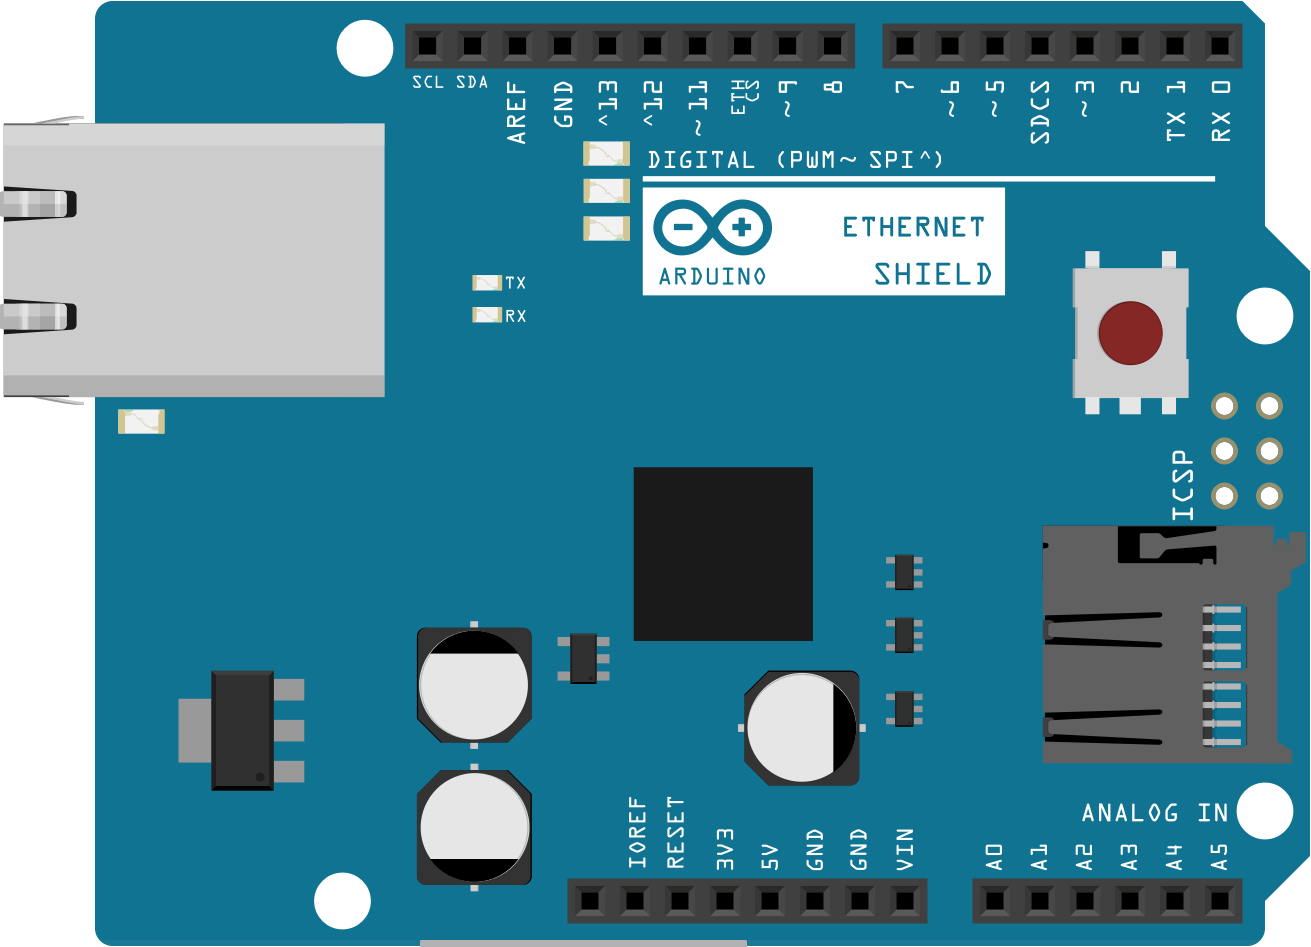 SCL SDA AREF GND ^13 ^12 ~11 ETH CS ~9 8 7 ~6 ~5 SDCS ~3 2 TX 1 RX 0
DIGITAL (PWM~ SPI^)
ETHERNET
ARDUINO SHIELD
TX
RX
ICSP
ANALOG IN
IOREF RESET 3V3 5V GND GND VIN A0 A1 A2 A3 A4 A5